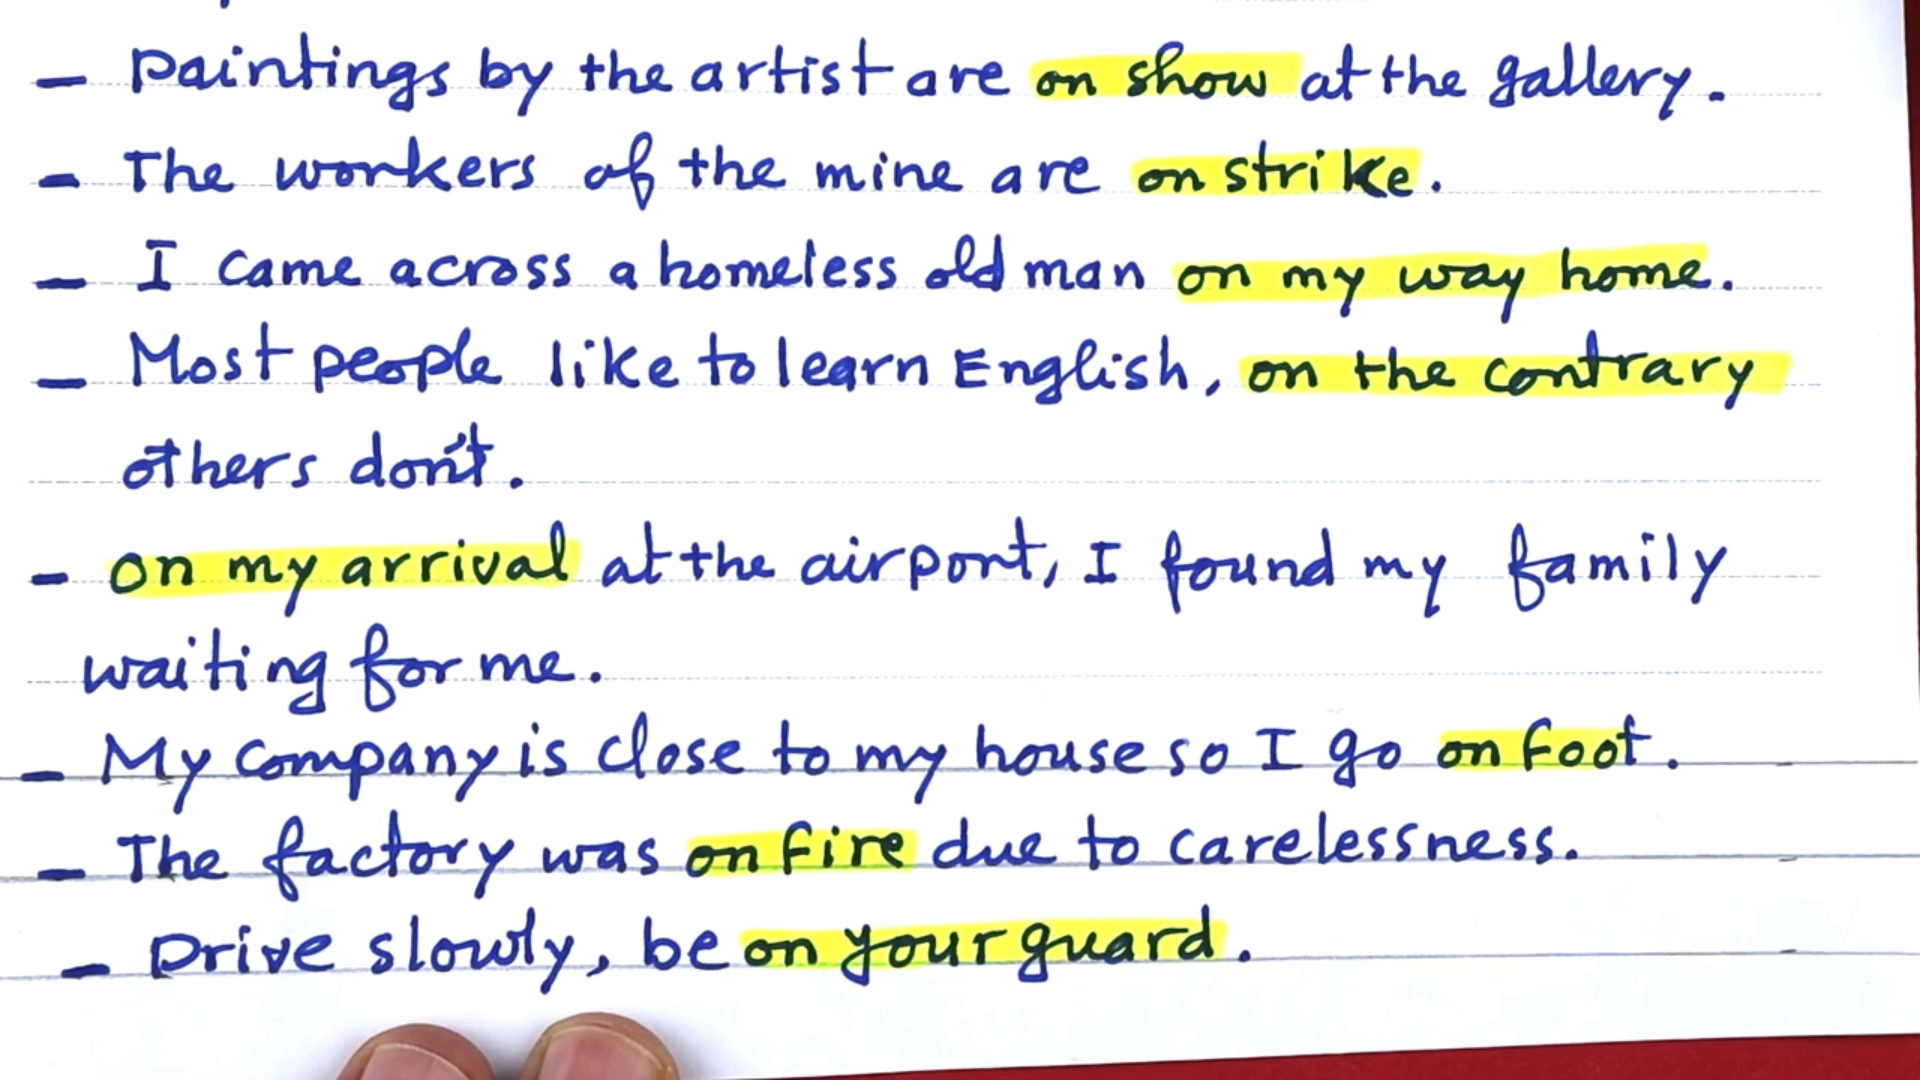 - Paintings by the artist are on show at the gallery.
- The workers of the mine are on strike.
- I came across a homeless old man on my way home.
- Most people like to learn English, on the contrary
others don't.
- on my arrival at the airport, I found my family
waiting for me.
- My company is close to my house so I go on foot.
- The factory was on fire due to carelessness.
- Drive slowly, be on your guard.